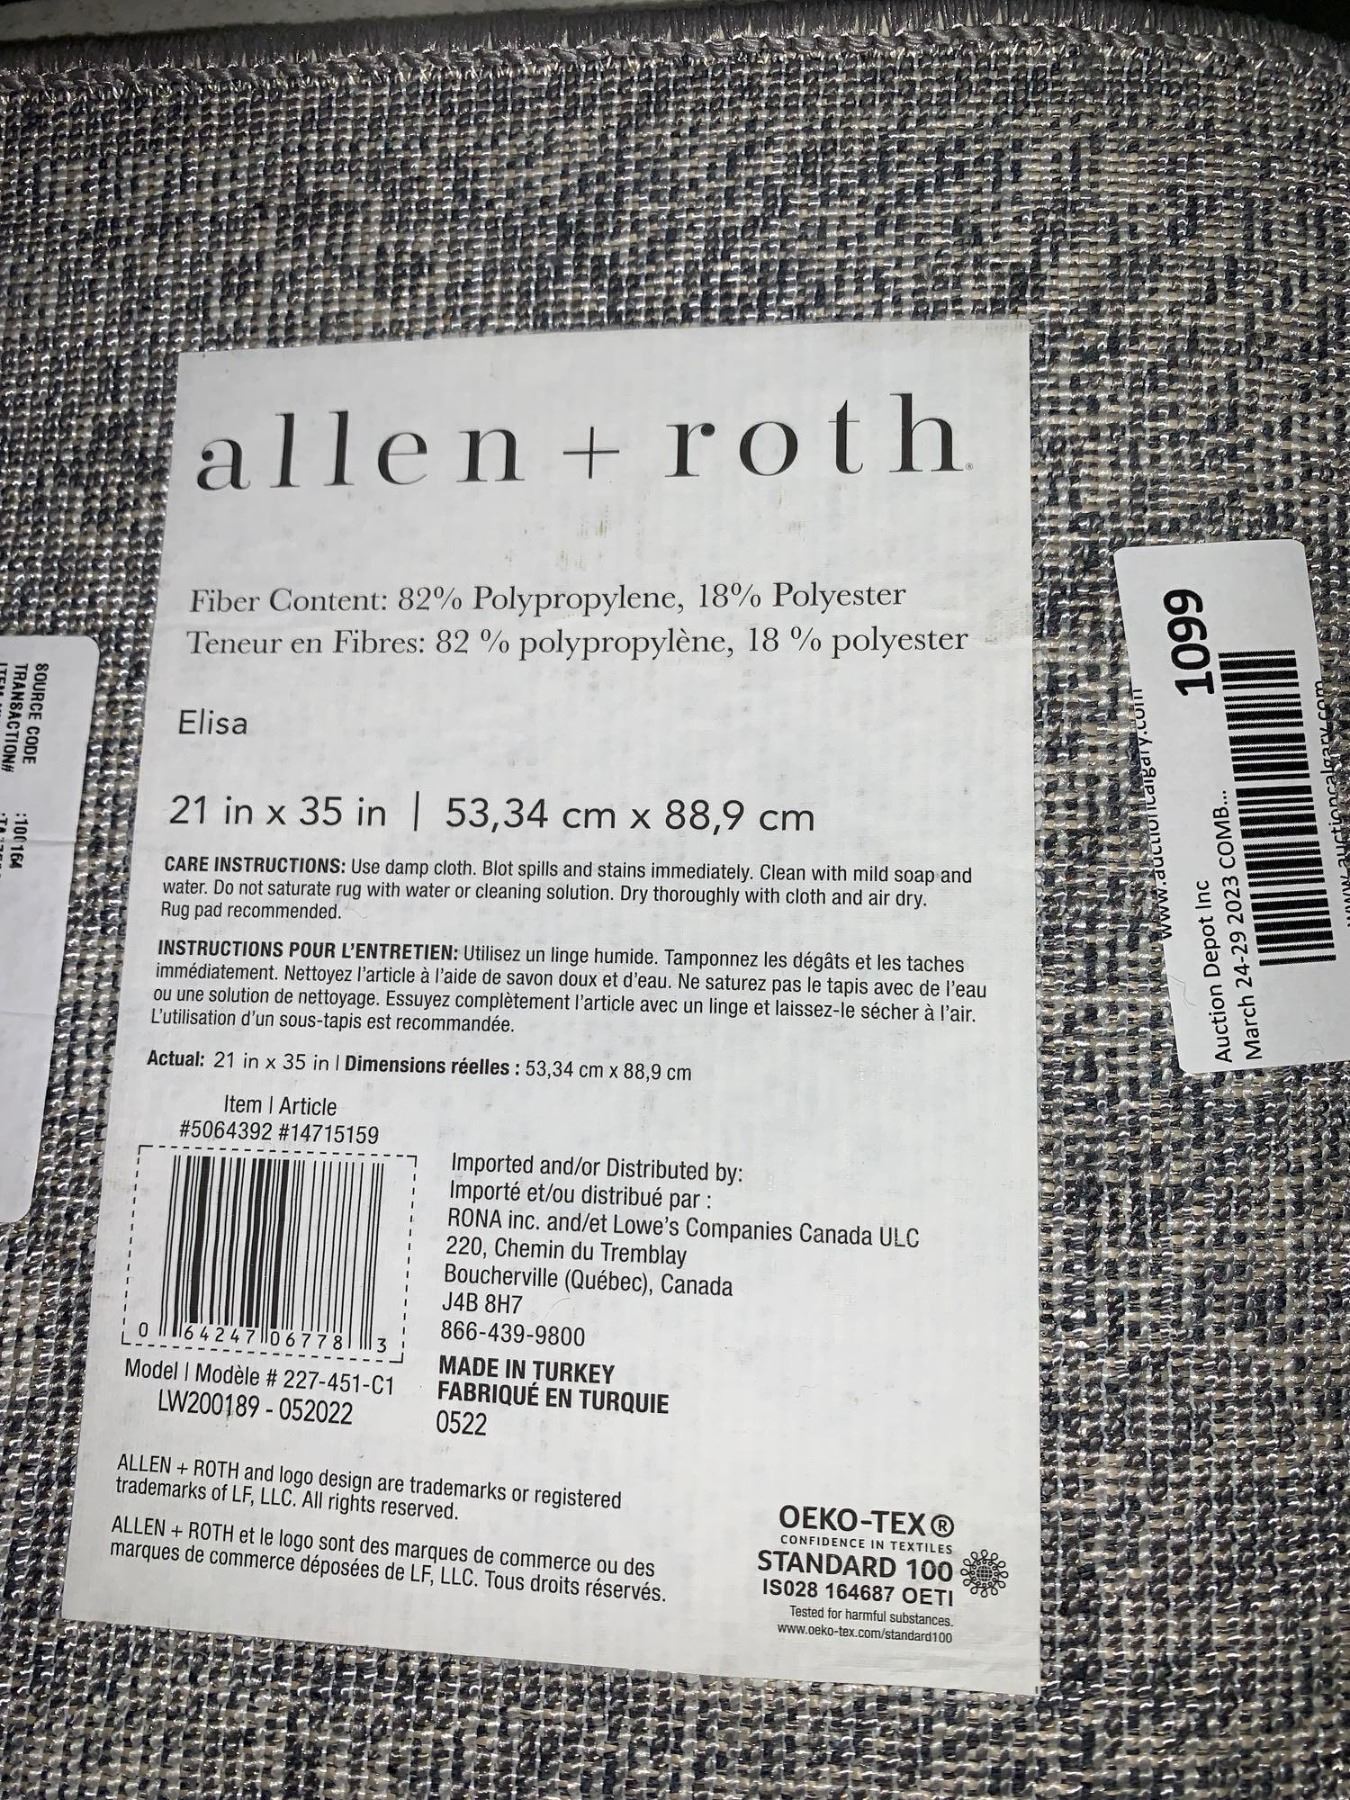 allen + roth®
Fiber Content: 82% Polypropylene, 18% Polyester
Teneur en Fibres: 82 % polypropylène, 18 % polyester
Elisa
21 in x 35 in | 53,34 cm x 88,9 cm
CARE INSTRUCTIONS: Use damp cloth. Blot spills and stains immediately. Clean with mild soap and
water. Do not saturate rug with water or cleaning solution. Dry thoroughly with cloth and air dry.
Rug pad recommended.
INSTRUCTIONS POUR L'ENTRETIEN: Utilisez un linge humide. Tamponnez les dégâts et les taches
immédiatement. Nettoyez l'article à l'aide de savon doux et d'eau. Ne saturez pas le tapis avec de l'eau
ou une solution de nettoyage. Essuyez complètement l'article avec un linge et laissez-le sécher à l'air.
L'utilisation d'un sous-tapis est recommandée.
Actual: 21 in x 35 in | Dimensions réelles : 53,34 cm x 88,9 cm
Item | Article
#5064392 #14715159
0 64247 06778 3
Model | Modèle # 227-451-C1
LW200189 - 052022
Imported and/or Distributed by:
Importé et/ou distribué par :
RONA inc. and/et Lowe's Companies Canada ULC
220, Chemin du Tremblay
Boucherville (Québec), Canada
J4B 8H7
866-439-9800
MADE IN TURKEY
FABRIQUÉ EN TURQUIE
0522
ALLEN + ROTH and logo design are trademarks or registered
trademarks of LF, LLC. All rights reserved.
ALLEN + ROTH et le logo sont des marques de commerce ou des
marques de commerce déposées de LF, LLC. Tous droits réservés.
OEKO-TEX®
CONFIDENCE IN TEXTILES
STANDARD 100
IS028 164687 OETI
Tested for harmful substances.
www.oeko-tex.com/standard100
SOURCE CODE :100164
TRANSACTION#
www.auctioncalgary.com
1099
Auction Depot Inc
March 24-29 2023 COMB...
www.auctioncalgary.com